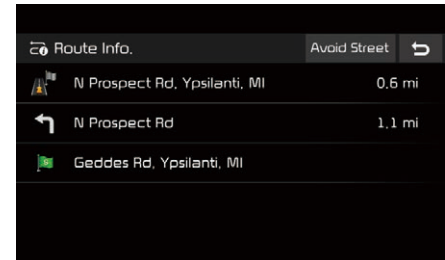 Route Info. Avoid Street
N Prospect Rd, Ypsilanti, MI 0.6 mi
N Prospect Rd 1.1 mi
Geddes Rd, Ypsilanti, MI